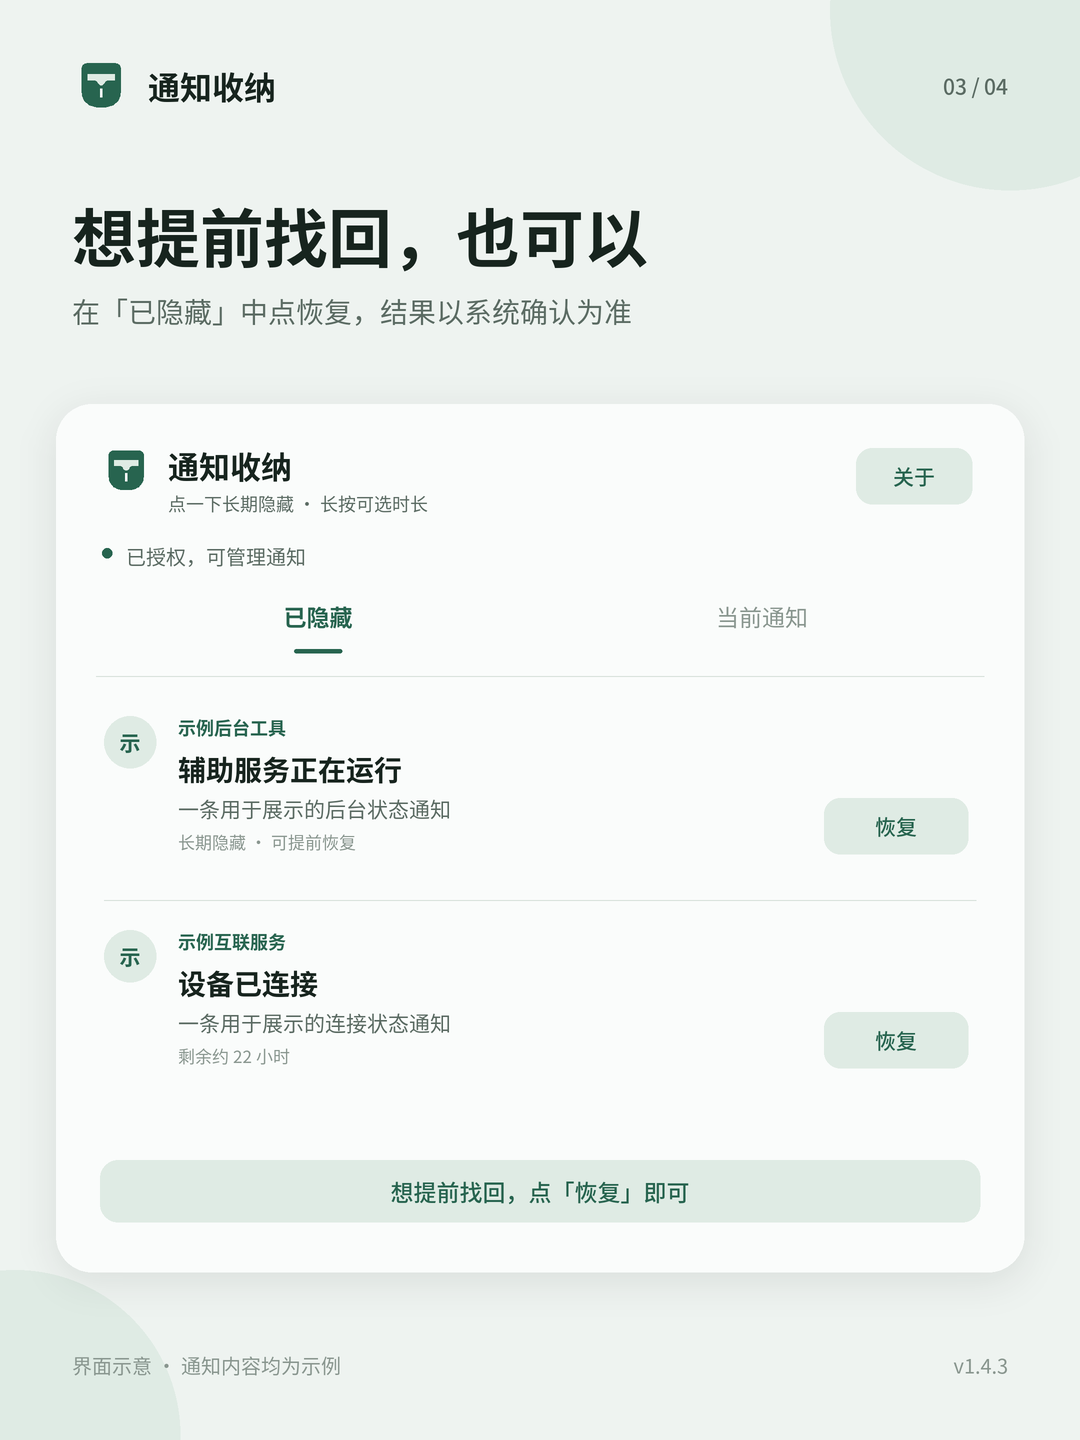 通知收纳
03 / 04
想提前找回，也可以
在「已隐藏」中点恢复，结果以系统确认为准
通知收纳
点一下长期隐藏 · 长按可选时长
关于
已授权，可管理通知
已隐藏
当前通知
示
示例后台工具
辅助服务正在运行
一条用于展示的后台状态通知
长期隐藏 · 可提前恢复
恢复
示
示例互联服务
设备已连接
一条用于展示的连接状态通知
剩余约 22 小时
恢复
想提前找回，点「恢复」即可
界面示意 · 通知内容均为示例
v1.4.3